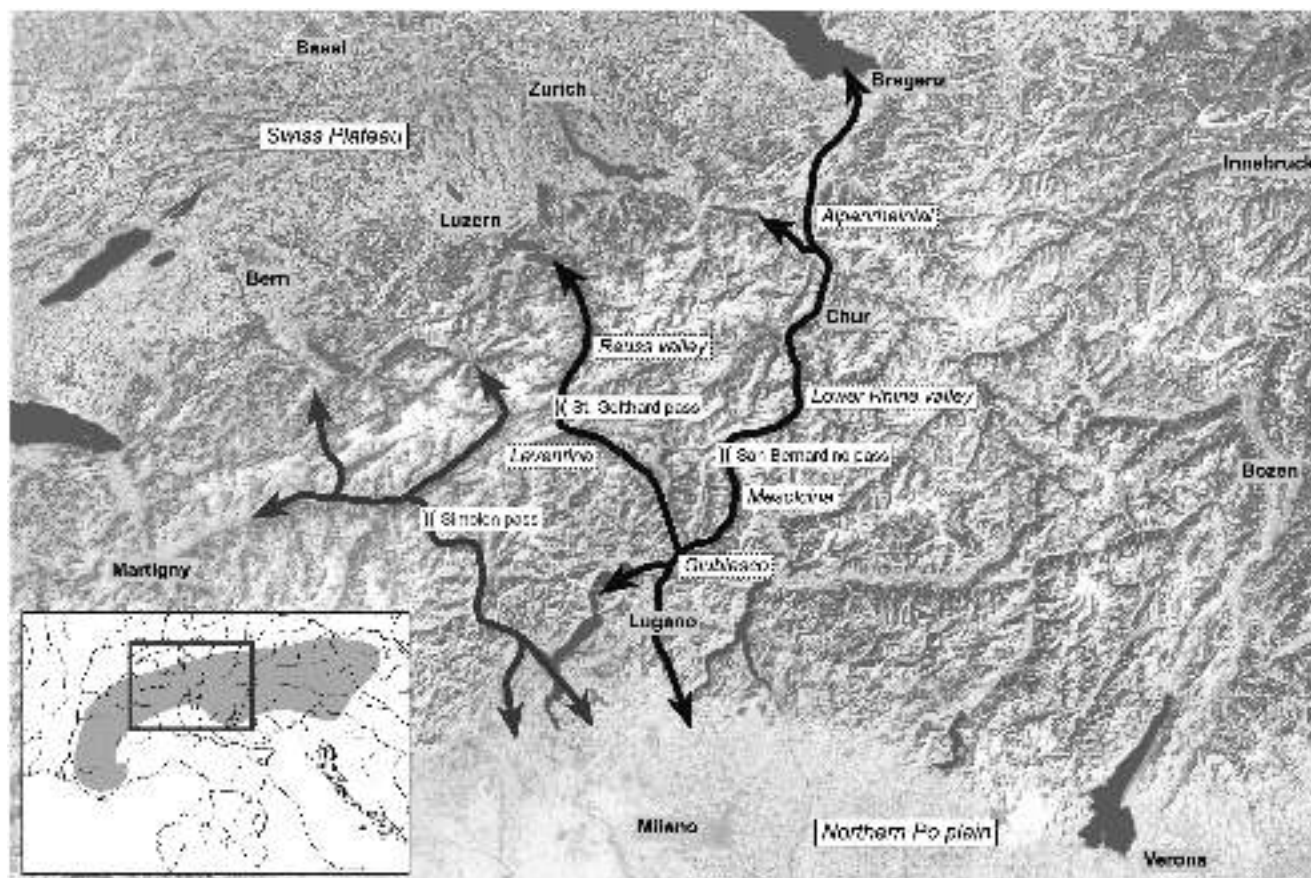 Basel
Zurich
Bregenz
Swiss Plateau
Innsbruck
Luzern
Alpenrheintal
Bern
Chur
Reuss valley
Lower Rhine valley
)( St. Gotthard pass
Leventina
)( San Bernardino pass
Bozen
Mesolcina
)( Simplon pass
Martigny
Giubiasco
Lugano
Milano
Northern Po plain
Verona